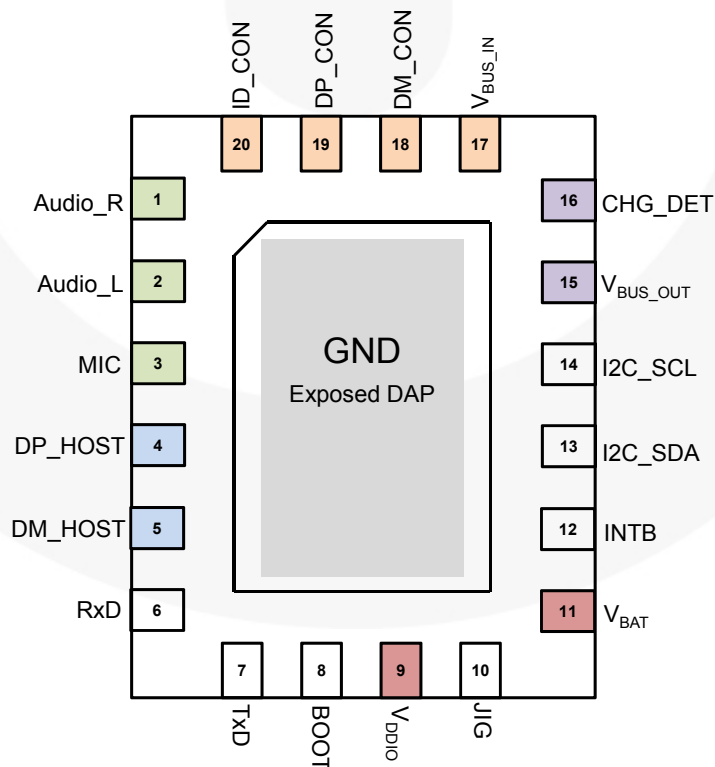 ID_CON
DP_CON
DM_CON
VBUS_IN
20
19
18
17
Audio_R 1
16 CHG_DET
Audio_L 2
15 VBUS_OUT
MIC 3
14 I2C_SCL
DP_HOST 4
13 I2C_SDA
DM_HOST 5
12 INTB
RxD 6
11 VBAT
GND
Exposed DAP
7
8
9
10
TxD
BOOT
VDDIO
JIG